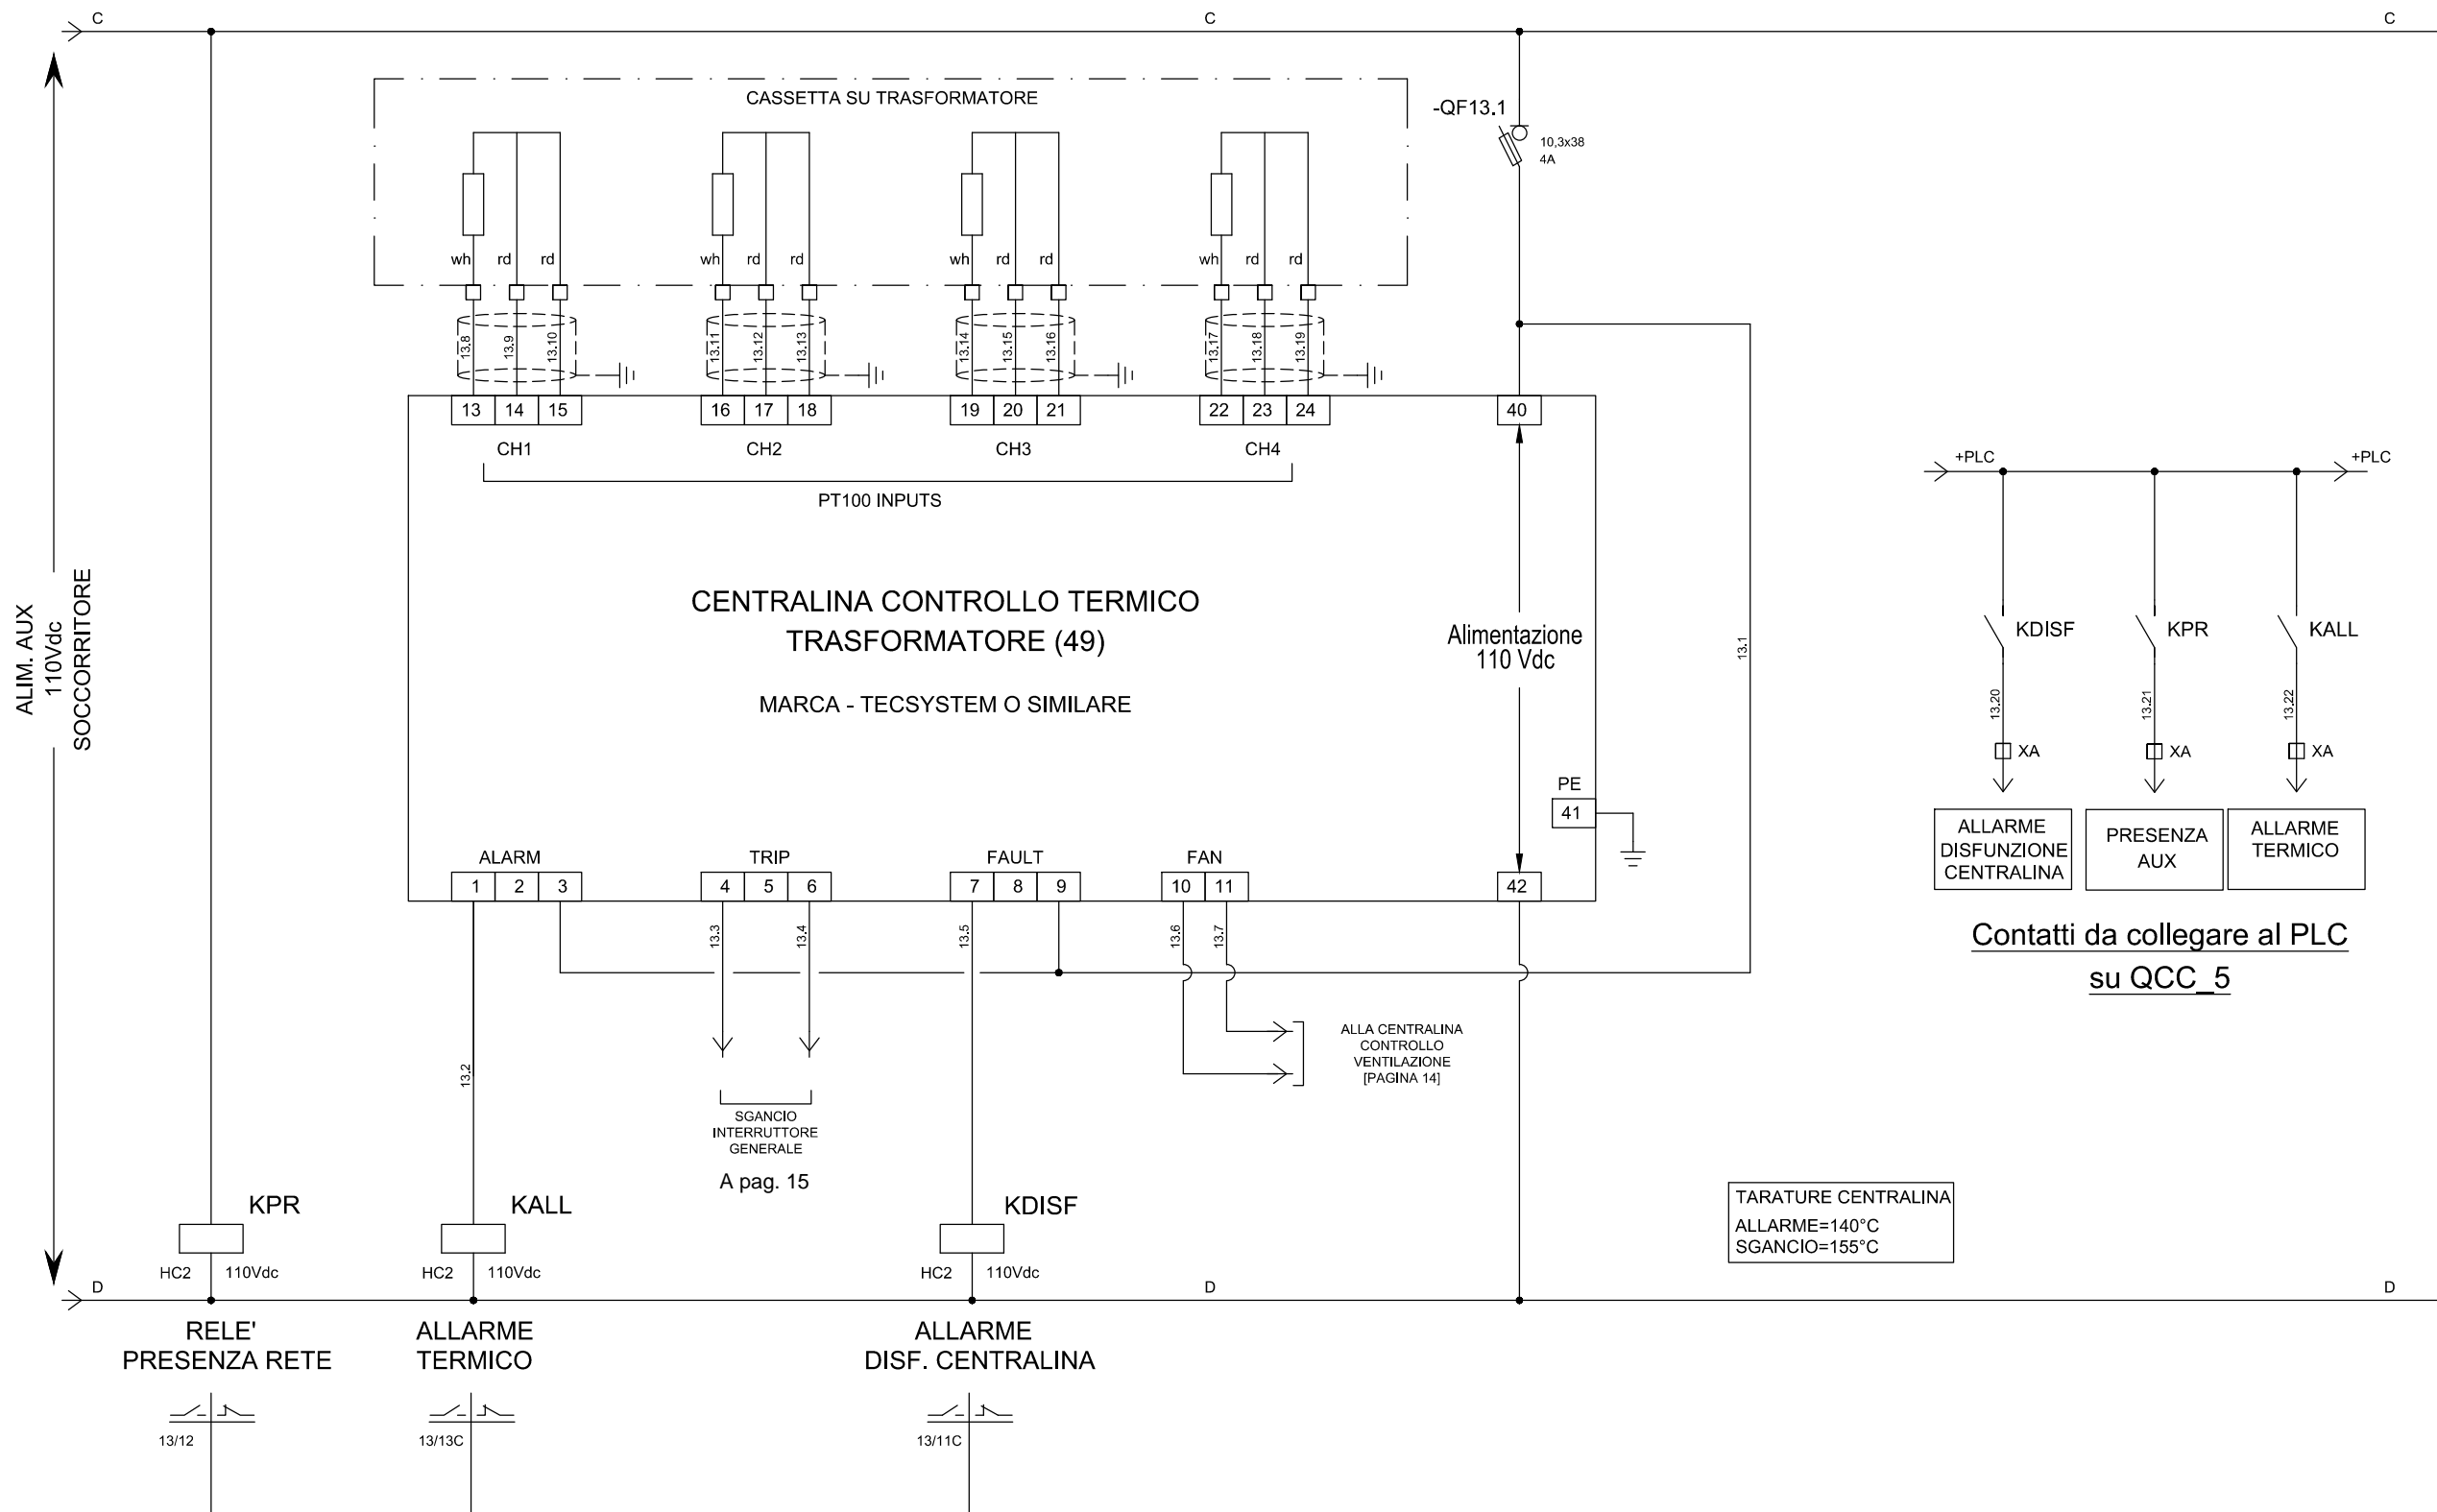 C
C
C
CASSETTA SU TRASFORMATORE
-QF13.1
10,3x38
4A
wh rd rd
wh rd rd
wh rd rd
wh rd rd
13.8 13.9 13.10
13.11 13.12 13.13
13.14 13.15 13.16
13.17 13.18 13.19
13 14 15
16 17 18
19 20 21
22 23 24
40
CH1
CH2
CH3
CH4
PT100 INPUTS
+PLC
+PLC
ALIM. AUX
110Vdc
SOCCORRITORE
CENTRALINA CONTROLLO TERMICO
TRASFORMATORE (49)
MARCA - TECSYSTEM O SIMILARE
Alimentazione
110 Vdc
13.1
KDISF
KPR
KALL
13.20
13.21
13.22
XA
XA
XA
PE
41
ALLARME
DISFUNZIONE
CENTRALINA
PRESENZA
AUX
ALLARME
TERMICO
ALARM
TRIP
FAULT
FAN
1 2 3
4 5 6
7 8 9
10 11
42
13.3
13.4
13.5
13.6
13.7
Contatti da collegare al PLC
su QCC_5
13.2
ALLA CENTRALINA
CONTROLLO
VENTILAZIONE
[PAGINA 14]
SGANCIO
INTERRUTTORE
GENERALE
A pag. 15
TARATURE CENTRALINA
ALLARME=140°C
SGANCIO=155°C
KPR
KALL
KDISF
HC2 110Vdc
HC2 110Vdc
HC2 110Vdc
D
D
D
RELE'
PRESENZA RETE
ALLARME
TERMICO
ALLARME
DISF. CENTRALINA
13/12
13/13C
13/11C